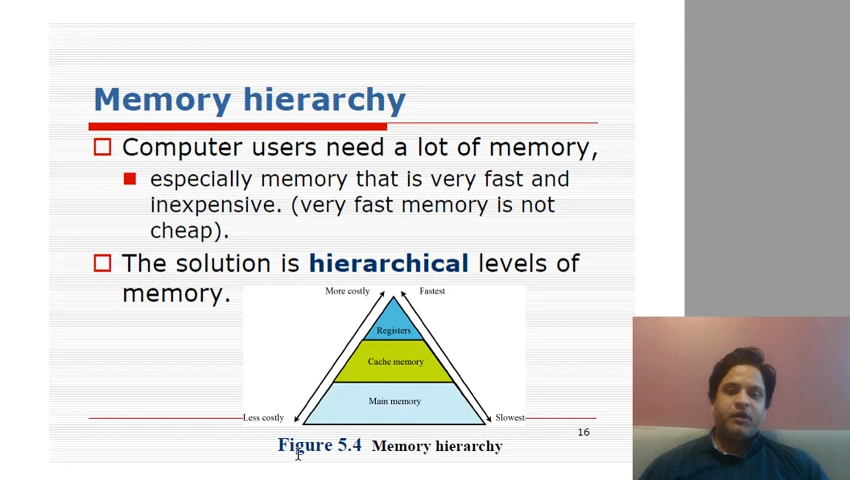 Memory hierarchy
Computer users need a lot of memory,
especially memory that is very fast and
inexpensive. (very fast memory is not
cheap).
The solution is hierarchical levels of
memory.
More costly Fastest
Registers
Cache memory
Main memory
Less costly Slowest
16
Figure 5.4 Memory hierarchy